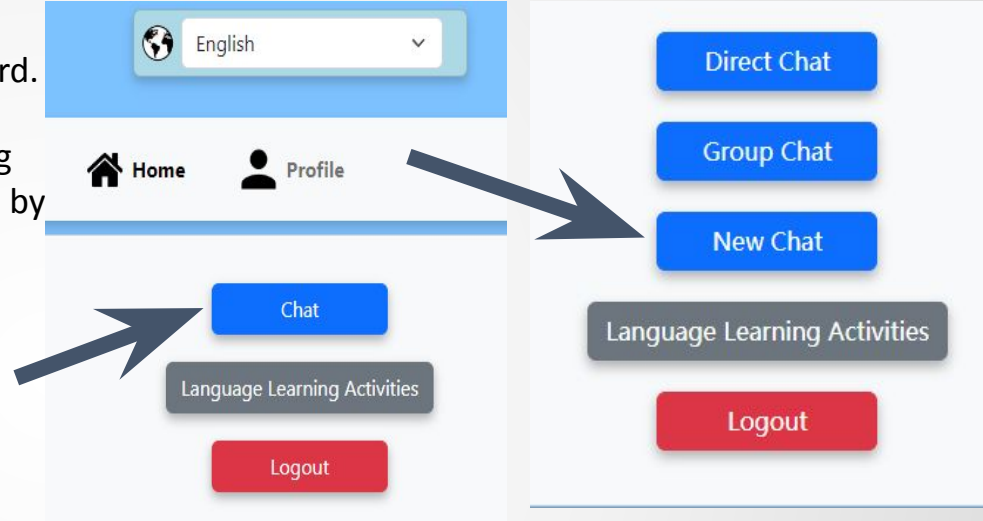 rd.
g
by
English
Home
Profile
Chat
Language Learning Activities
Logout
Direct Chat
Group Chat
New Chat
Language Learning Activities
Logout